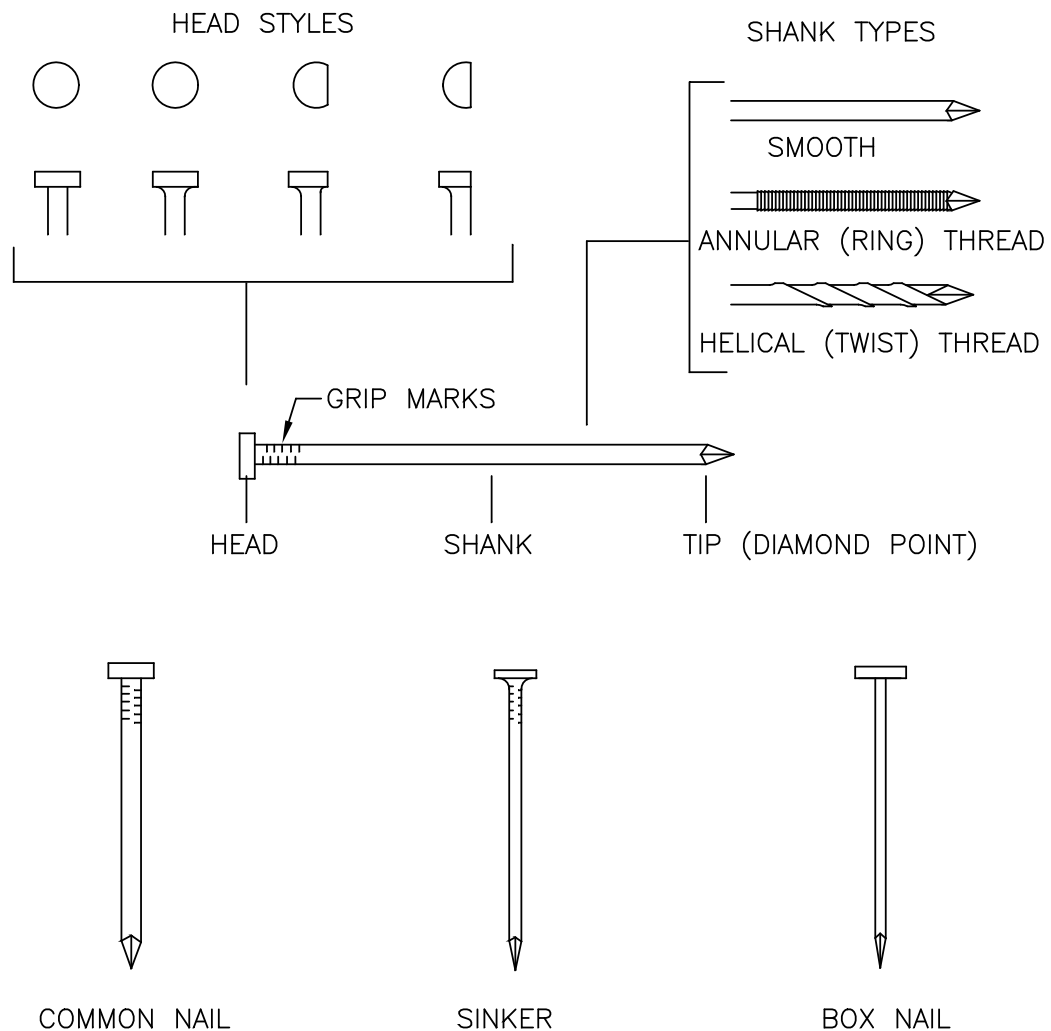 HEAD STYLES
SHANK TYPES
SMOOTH
ANNULAR (RING) THREAD
HELICAL (TWIST) THREAD
GRIP MARKS
HEAD
SHANK
TIP (DIAMOND POINT)
COMMON NAIL
SINKER
BOX NAIL